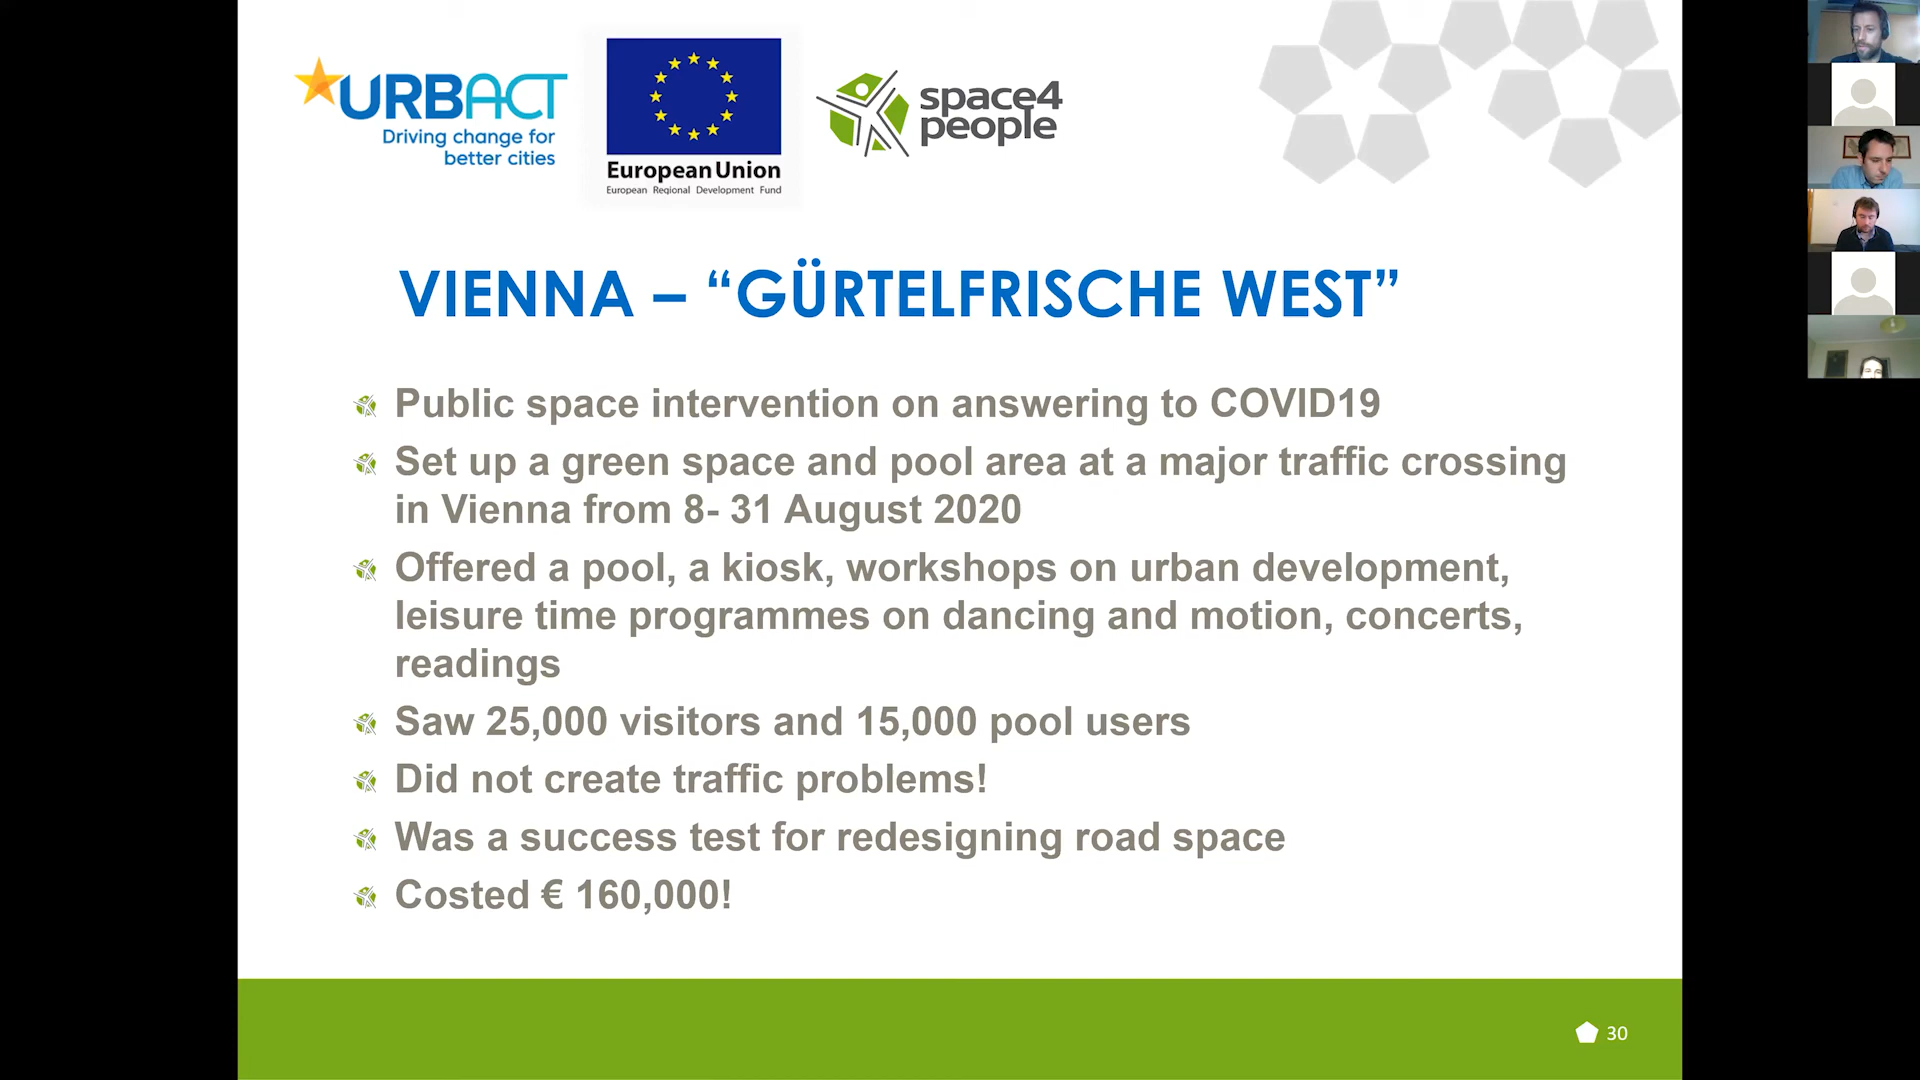 URBACT
Driving change for
better cities
European Union
European Regional Development Fund
space4
people
VIENNA – “GÜRTELFRISCHE WEST”
Public space intervention on answering to COVID19
Set up a green space and pool area at a major traffic crossing
in Vienna from 8- 31 August 2020
Offered a pool, a kiosk, workshops on urban development,
leisure time programmes on dancing and motion, concerts,
readings
Saw 25,000 visitors and 15,000 pool users
Did not create traffic problems!
Was a success test for redesigning road space
Costed € 160,000!
30